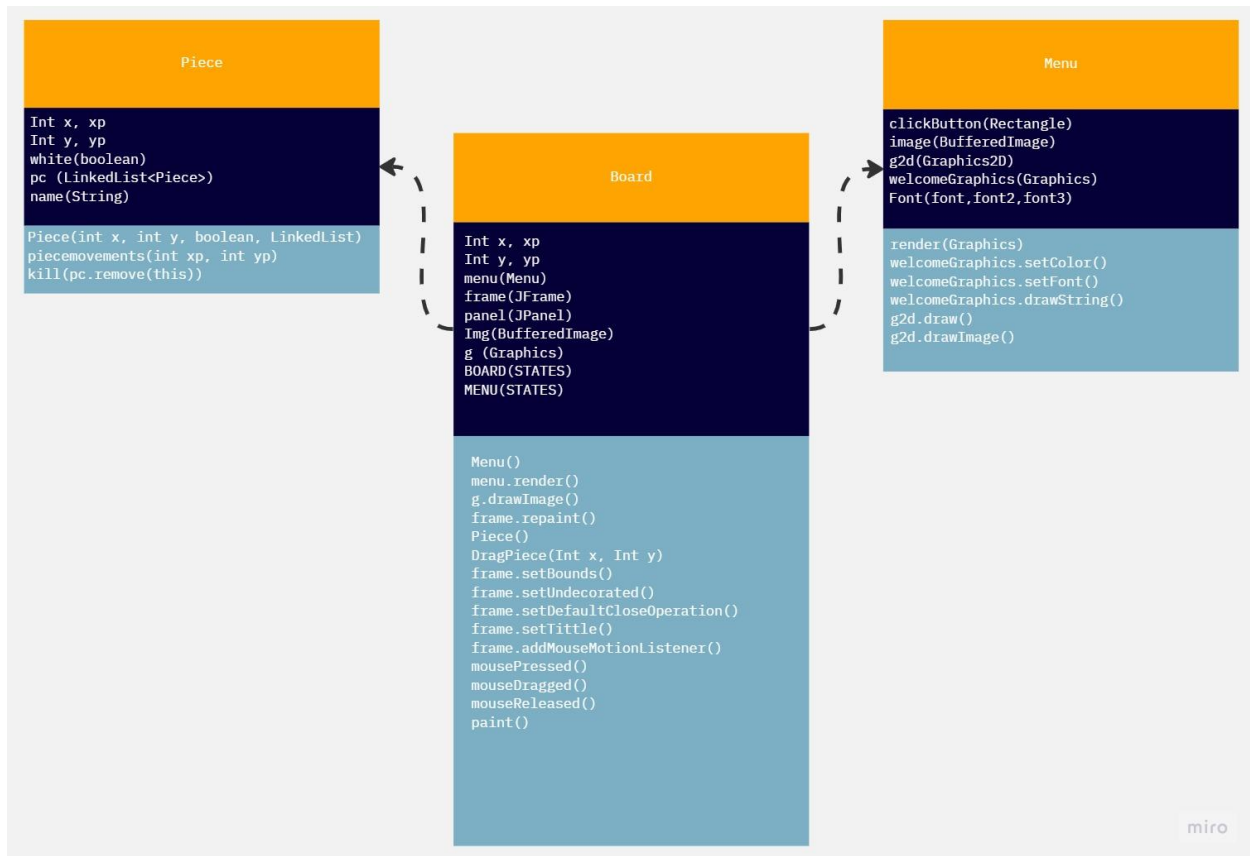 Piece
Int x, xp
Int y, yp
white(boolean)
pc (LinkedList<Piece>)
name(String)
Piece(int x, int y, boolean, LinkedList)
piecemovements(int xp, int yp)
kill(pc.remove(this))
Board
Int x, xp
Int y, yp
menu(Menu)
frame(JFrame)
panel(JPanel)
Img(BufferedImage)
g (Graphics)
BOARD(STATES)
MENU(STATES)
Menu()
menu.render()
g.drawImage()
frame.repaint()
Piece()
DragPiece(Int x, Int y)
frame.setBounds()
frame.setUndecorated()
frame.setDefaultCloseOperation()
frame.setTittle()
frame.addMouseMotionListener()
mousePressed()
mouseDragged()
mouseReleased()
paint()
Menu
clickButton(Rectangle)
image(BufferedImage)
g2d(Graphics2D)
welcomeGraphics(Graphics)
Font(font,font2,font3)
render(Graphics)
welcomeGraphics.setColor()
welcomeGraphics.setFont()
welcomeGraphics.drawString()
g2d.draw()
g2d.drawImage()
miro